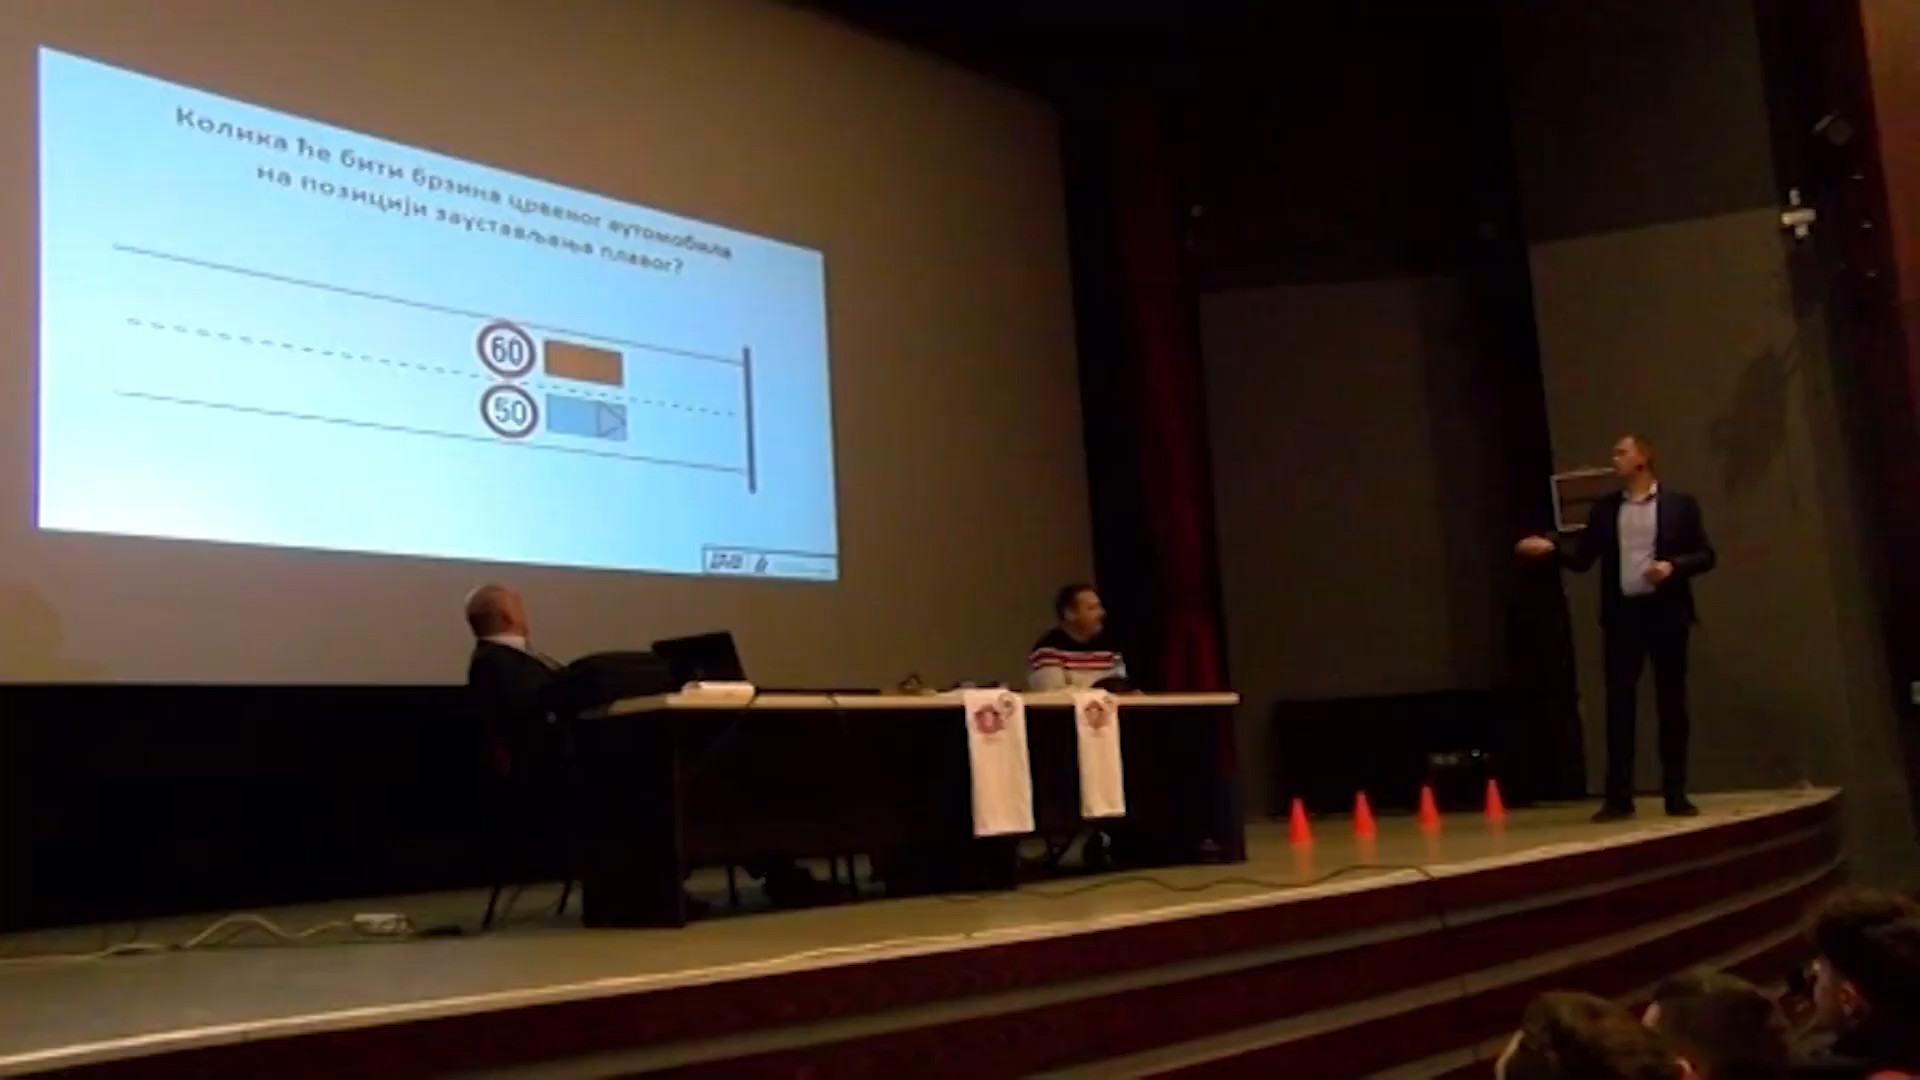 Колика ће бити брзина црвеног аутомобила
на позицији заустављања плавог?
60
50